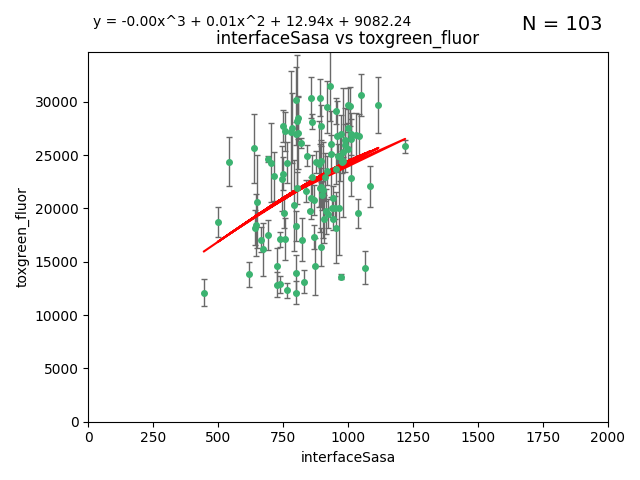 y = -0.00x^3 + 0.01x^2 + 12.94x + 9082.24
N = 103
interfaceSasa vs toxgreen_fluor
30000
25000
20000
15000
10000
5000
0
toxgreen_fluor
0 250 500 750 1000 1250 1500 1750 2000
interfaceSasa